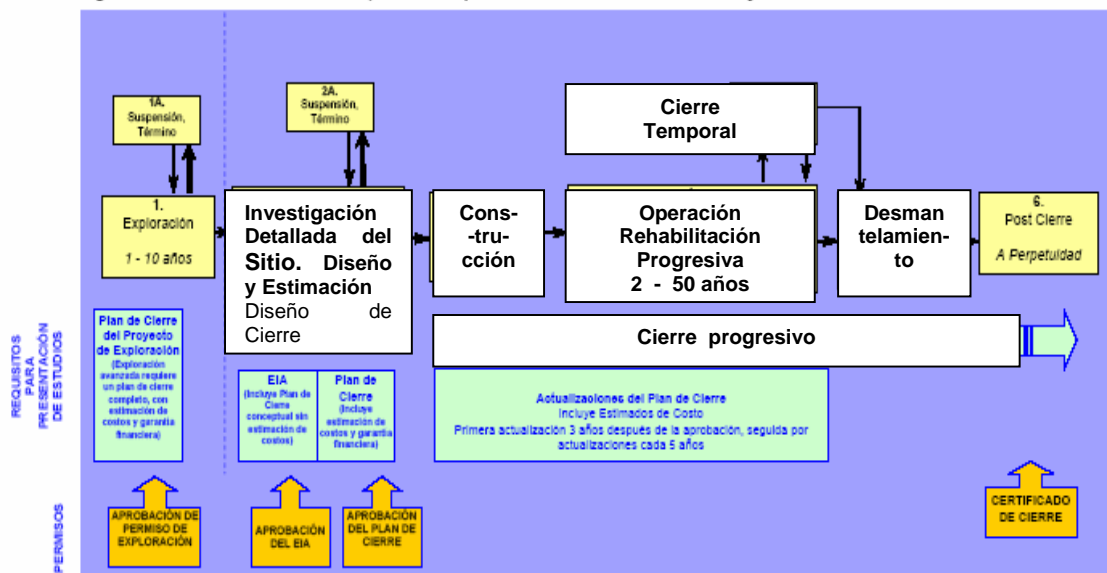 1A.
Suspensión,
Término
2A.
Suspensión,
Término
Cierre
Temporal
1.
Exploración
1 - 10 años
Investigación
Detallada del
Sitio. Diseño
y Estimación
Diseño de
Cierre
Cons-
-tru-
cción
Operación
Rehabilitación
Progresiva
2 - 50 años
Desman
telamien-
to
6.
Post Cierre
A Perpetuidad
Cierre progresivo
REQUISITOS
PARA
PRESENTACIÓN
DE ESTUDIOS
Plan de Cierre
del Proyecto
de Exploración
(Exploración
avanzada requiere
un plan de cierre
completo, con
estimación de
costos y garantía
financiera)
EIA
(Incluye Plan de
Cierre
conceptual sin
estimación de
costos)
Plan de
Cierre
(Incluye
estimación de
costos y garantía
financiera)
Actualizaciones del Plan de Cierre
Incluye Estimados de Costo
Primera actualización 3 años después de la aprobación, seguida por
actualizaciones cada 5 años
PERMISOS
APROBACIÓN DE
PERMISO DE
EXPLORACIÓN
APROBACIÓN
DEL EIA
APROBACIÓN
DEL PLAN DE
CIERRE
CERTIFICADO
DE CIERRE